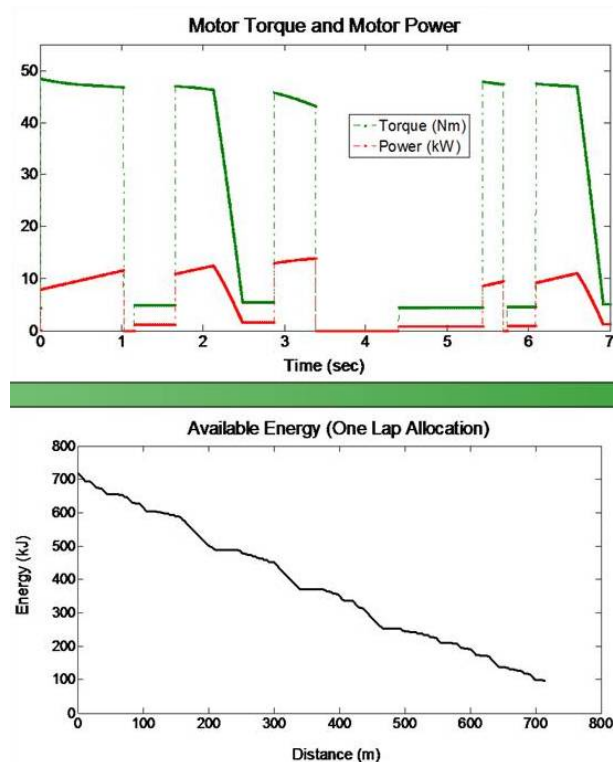 Motor Torque and Motor Power
50
40
30
20
10
0
Torque (Nm)
Power (kW)
0 1 2 3 4 5 6 7
Time (sec)
Available Energy (One Lap Allocation)
800
700
600
500
400
300
200
100
0
Energy (kJ)
0 100 200 300 400 500 600 700 800
Distance (m)